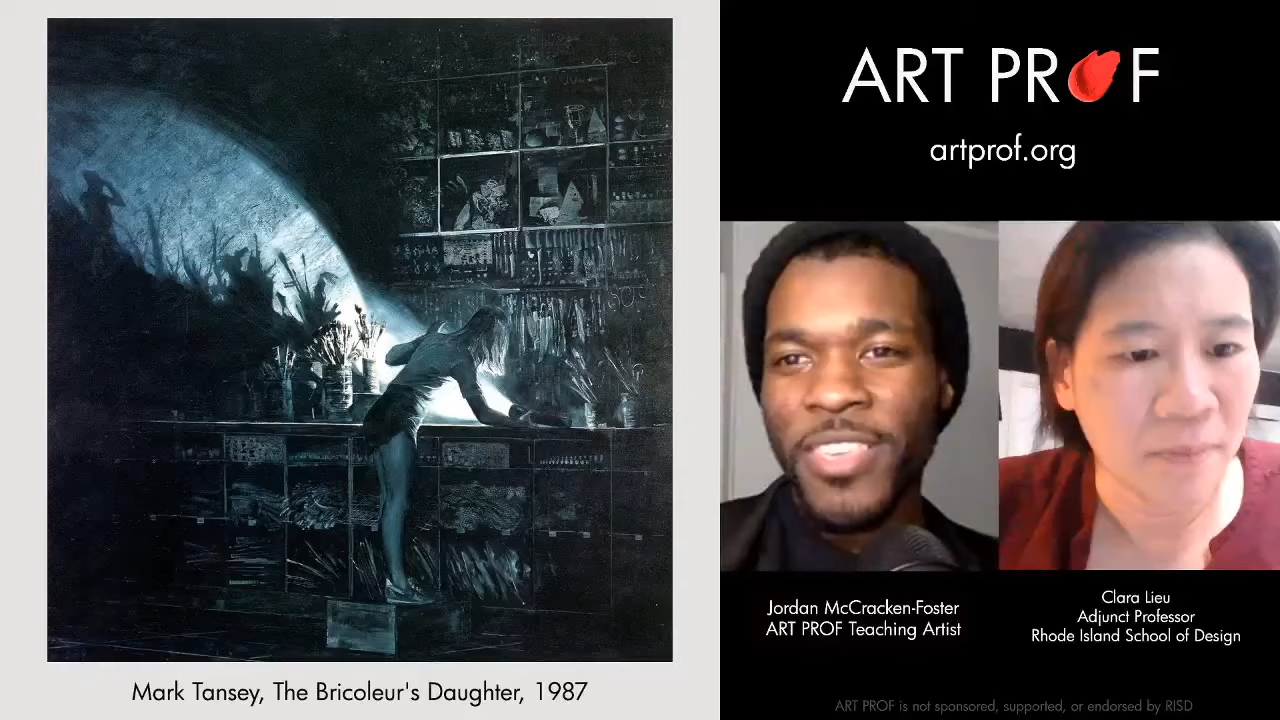 ART PROF
artprof.org
Jordan McCracken-Foster
ART PROF Teaching Artist
Clara Lieu
Adjunct Professor
Rhode Island School of Design
Mark Tansey, The Bricoleur's Daughter, 1987
ART PROF is not sponsored, supported, or endorsed by RISD